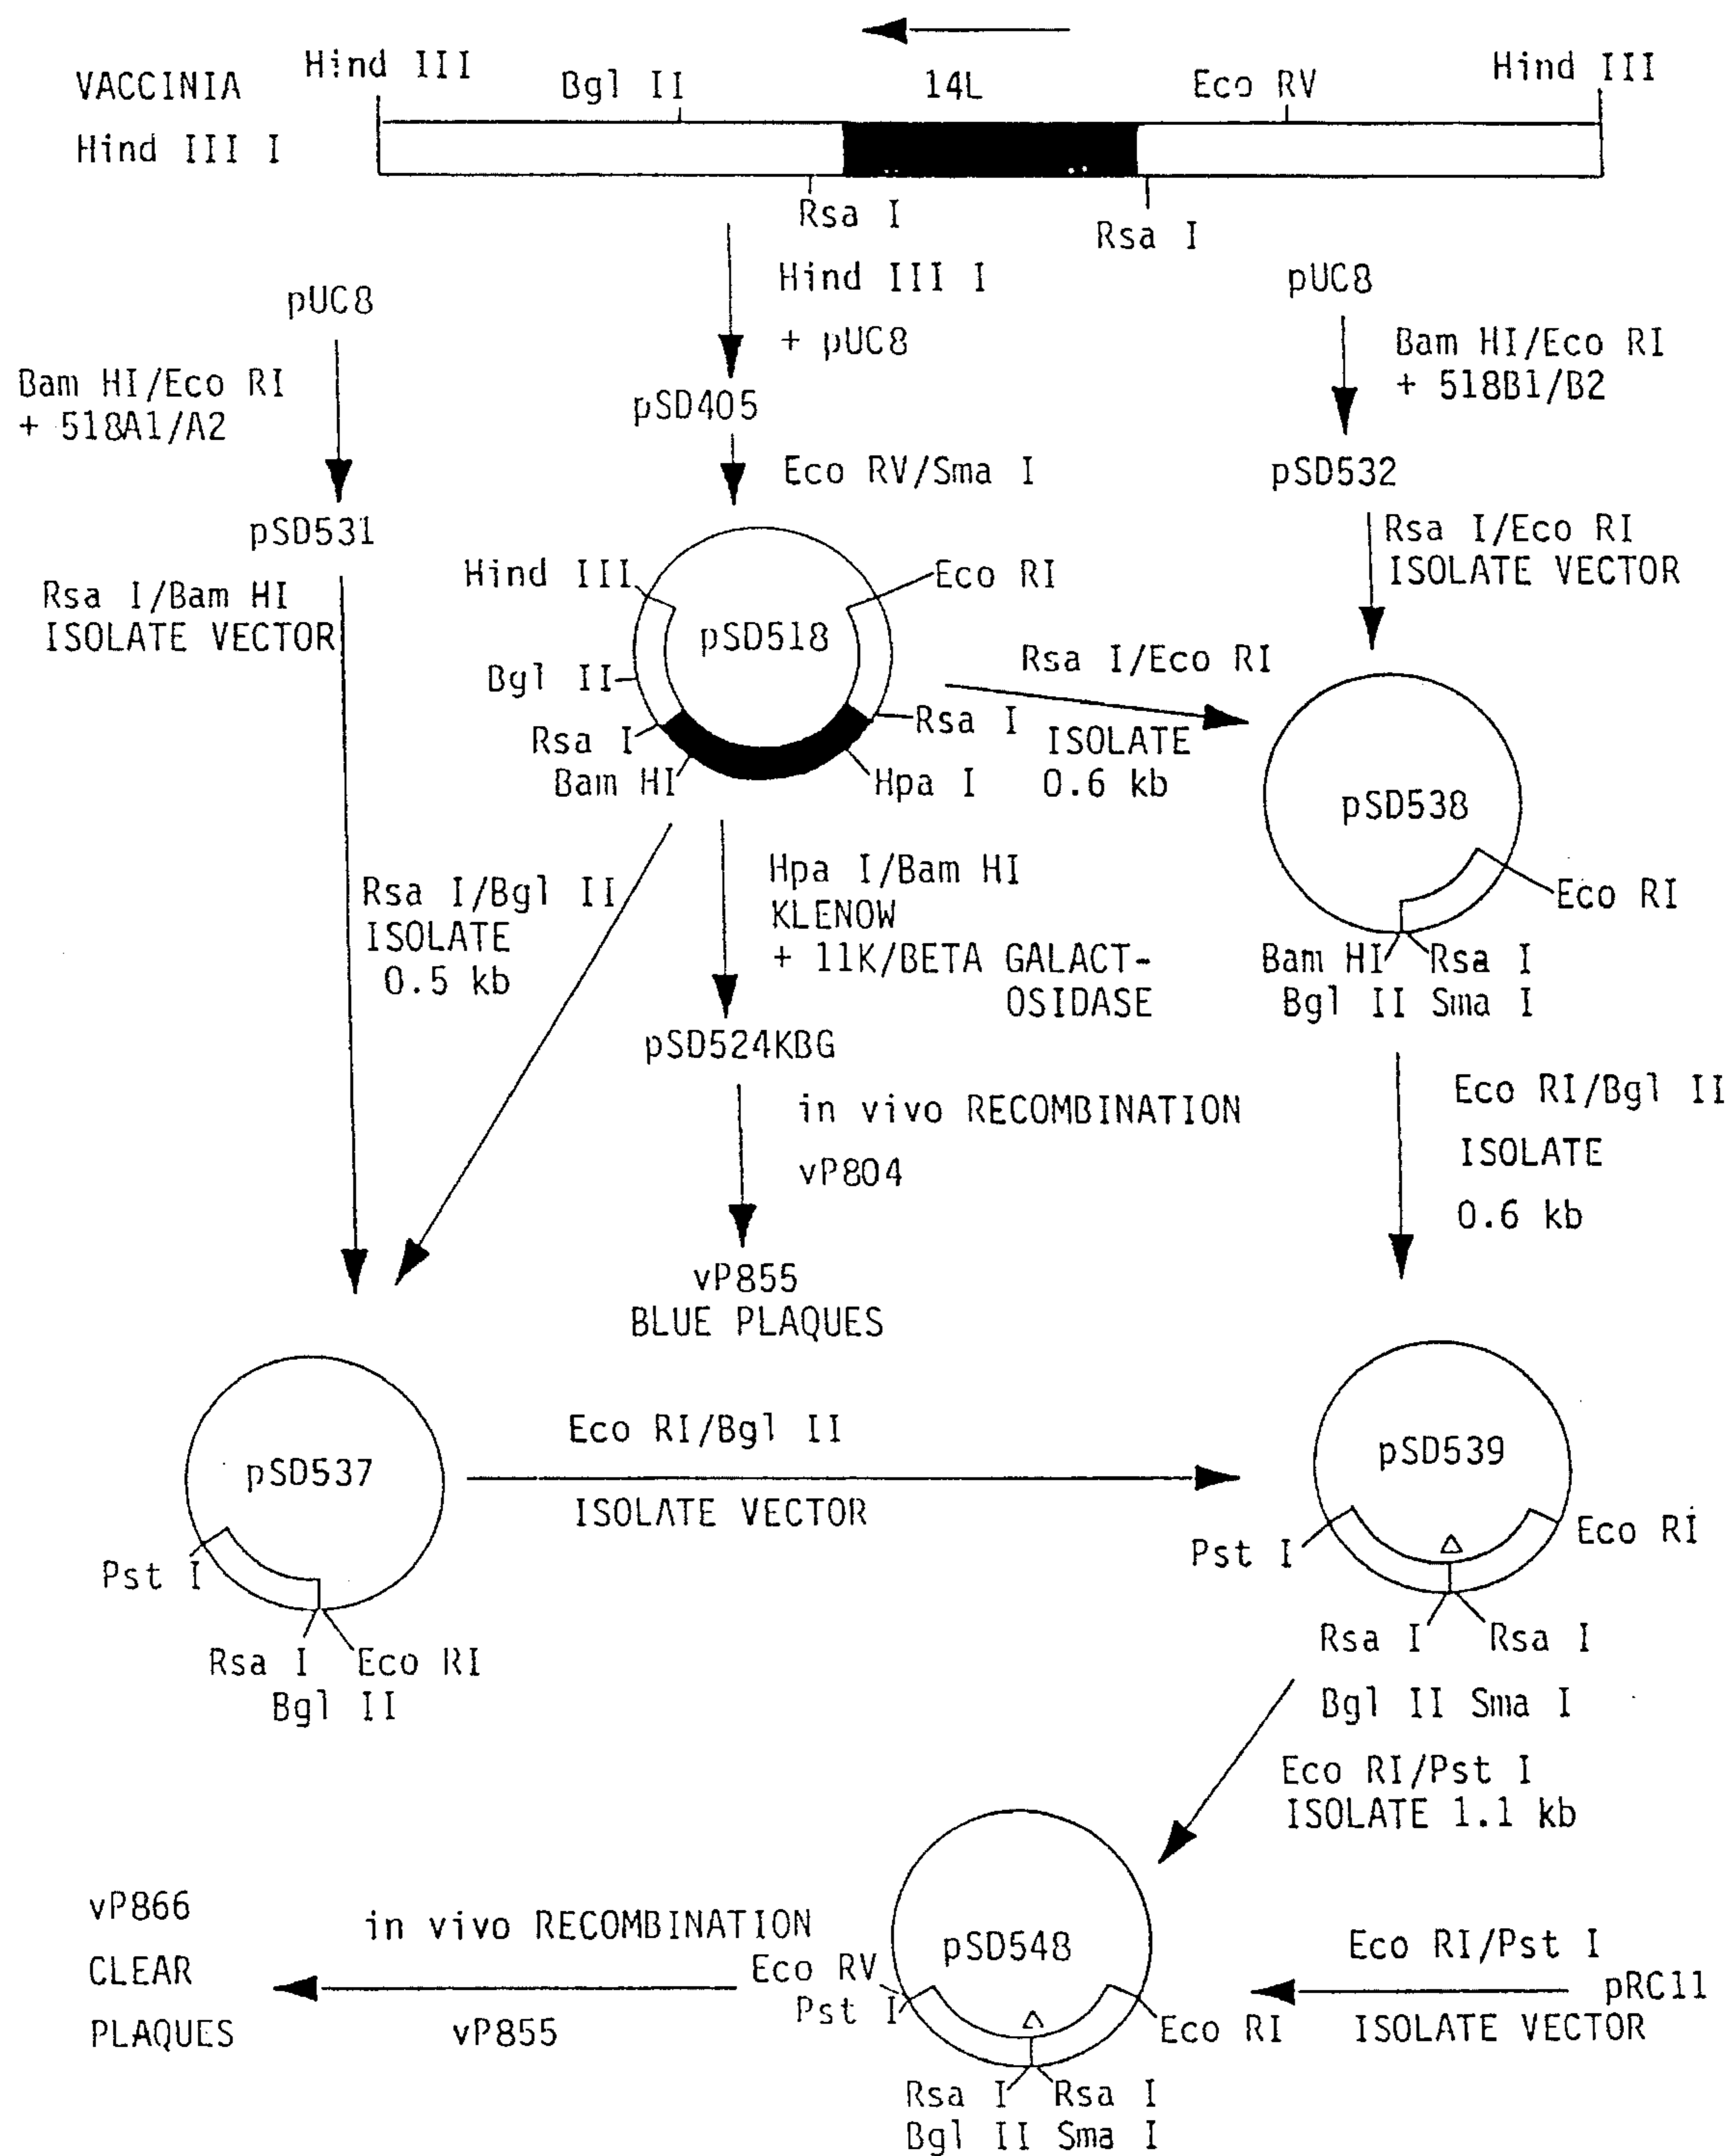 VACCINIA
Hind III I
Hind III
Bgl II
14L
Eco RV
Hind III
Rsa I
Rsa I
Hind III I
+ pUC8
pUC8
Bam HI/Eco RI
+ 518A1/A2
pSD405
pUC8
Bam HI/Eco RI
+ 518B1/B2
Eco RV/Sma I
pSD531
pSD532
Rsa I/Bam HI
ISOLATE VECTOR
Rsa I/Eco RI
ISOLATE VECTOR
Hind III
Eco RI
pSD518
Bgl II
Rsa I
Bam HI
Rsa I
Hpa I
Rsa I/Eco RI
ISOLATE
0.6 kb
pSD538
Eco RI
Bam HI Rsa I
Bgl II Sma I
Rsa I/Bgl II
ISOLATE
0.5 kb
Hpa I/Bam HI
KLENOW
+ 11K/BETA GALACT-
OSIDASE
pSD524KBG
in vivo RECOMBINATION
vP804
vP855
BLUE PLAQUES
Eco RI/Bgl II
ISOLATE
0.6 kb
pSD537
Pst I
Rsa I Eco RI
Bgl II
Eco RI/Bgl II
ISOLATE VECTOR
pSD539
Pst I
Eco RI
Δ
Rsa I Rsa I
Bgl II Sma I
Eco RI/Pst I
ISOLATE 1.1 kb
vP866
CLEAR
PLAQUES
in vivo RECOMBINATION
vP855
pSD548
Eco RV
Pst I
Δ
Eco RI
Rsa I Rsa I
Bgl II Sma I
Eco RI/Pst I
pRC11
ISOLATE VECTOR